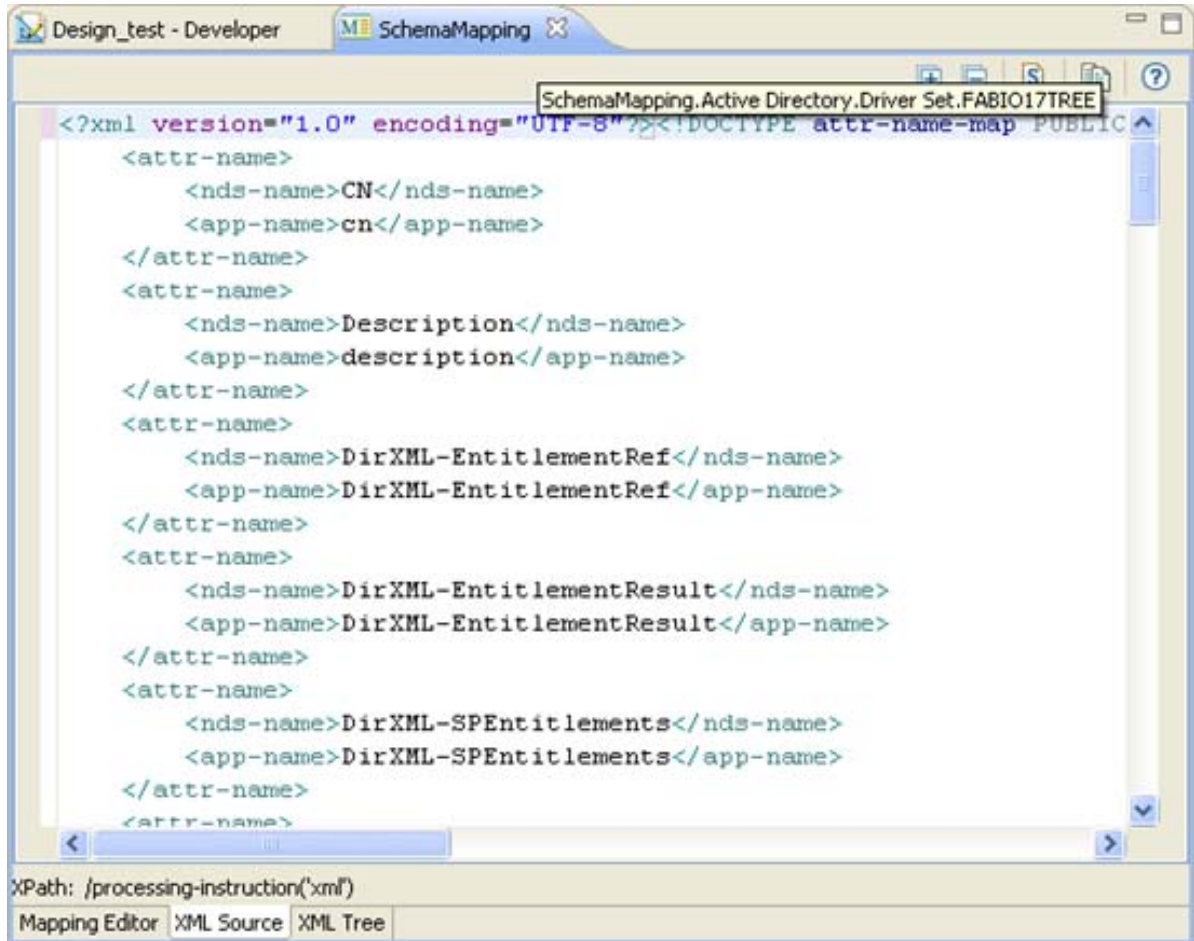 Design_test - Developer
SchemaMapping
SchemaMapping.Active Directory.Driver Set.FABIO17TREE
<?xml version="1.0" encoding="UTF-8"?><!DOCTYPE attr-name-map PUBLIC
<attr-name>
<nds-name>CN</nds-name>
<app-name>cn</app-name>
</attr-name>
<attr-name>
<nds-name>Description</nds-name>
<app-name>description</app-name>
</attr-name>
<attr-name>
<nds-name>DirXML-EntitlementRef</nds-name>
<app-name>DirXML-EntitlementRef</app-name>
</attr-name>
<attr-name>
<nds-name>DirXML-EntitlementResult</nds-name>
<app-name>DirXML-EntitlementResult</app-name>
</attr-name>
<attr-name>
<nds-name>DirXML-SPEntitlements</nds-name>
<app-name>DirXML-SPEntitlements</app-name>
</attr-name>
<attr-name>
XPath: /processing-instruction('xml')
Mapping Editor XML Source XML Tree